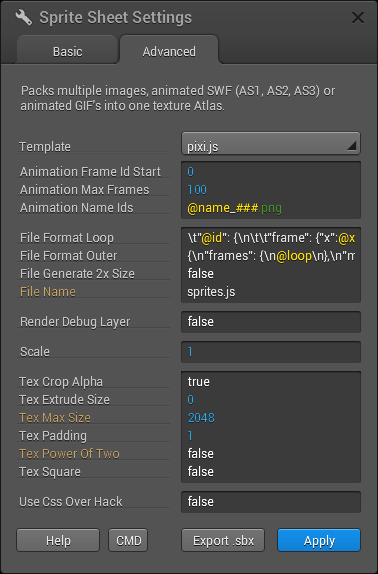 Sprite Sheet Settings
Basic Advanced
Packs multiple images, animated SWF (AS1, AS2, AS3) or
animated GIF's into one texture Atlas.
Template pixi.js
Animation Frame Id Start 0
Animation Max Frames 100
Animation Name Ids @name_###.png
File Format Loop \t"@id": {\n\t\t"frame": {"x":@x
File Format Outer {\n"frames": {\n@loop\n},\n"m
File Generate 2x Size false
File Name sprites.js
Render Debug Layer false
Scale 1
Tex Crop Alpha true
Tex Extrude Size 0
Tex Max Size 2048
Tex Padding 1
Tex Power Of Two false
Tex Square false
Use Css Over Hack false
Help CMD Export .sbx Apply